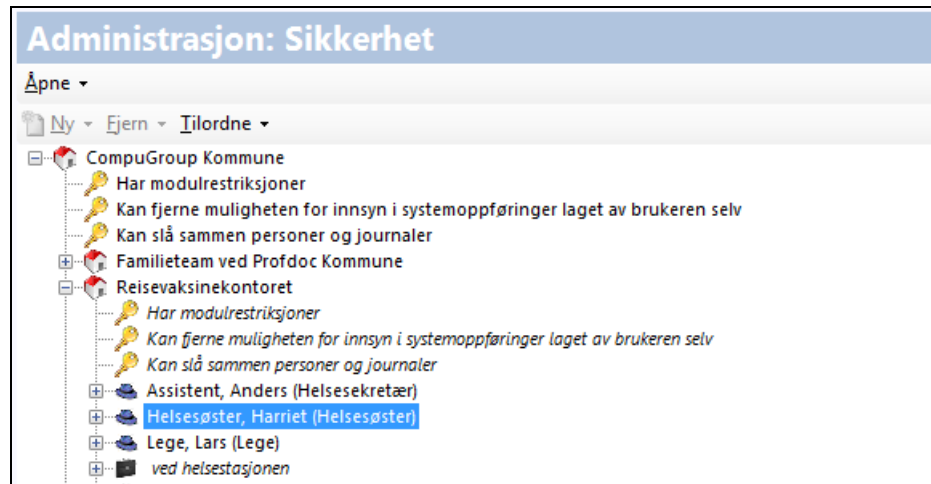 Administrasjon: Sikkerhet
Åpne
Ny Fjern Tilordne
CompuGroup Kommune
Har modulrestriksjoner
Kan fjerne muligheten for innsyn i systemoppføringer laget av brukeren selv
Kan slå sammen personer og journaler
Familieteam ved Profdoc Kommune
Reisevaksinekontoret
Har modulrestriksjoner
Kan fjerne muligheten for innsyn i systemoppføringer laget av brukeren selv
Kan slå sammen personer og journaler
Assistent, Anders (Helsesekretær)
Helsesøster, Harriet (Helsesøster)
Lege, Lars (Lege)
ved helsestasjonen